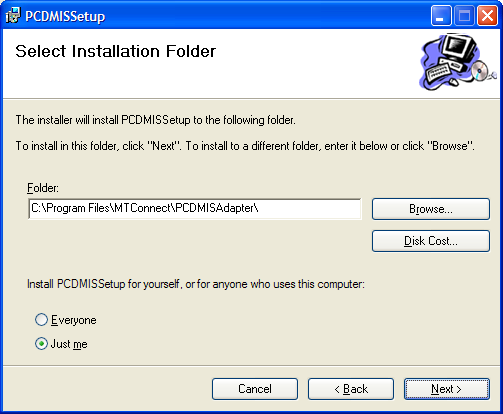 PCDMISSetup
Select Installation Folder
The installer will install PCDMISSetup to the following folder.
To install in this folder, click "Next". To install to a different folder, enter it below or click "Browse".
Folder:
C:\Program Files\MTConnect\PCDMISAdapter\
Browse...
Disk Cost...
Install PCDMISSetup for yourself, or for anyone who uses this computer:
Everyone
Just me
Cancel
< Back
Next >